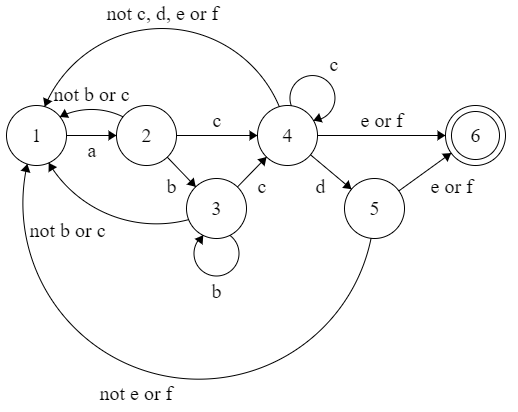 not c, d, e or f
c
not b or c
c
e or f
1
2
4
6
a
b
c
d
e or f
3
5
not b or c
b
not e or f